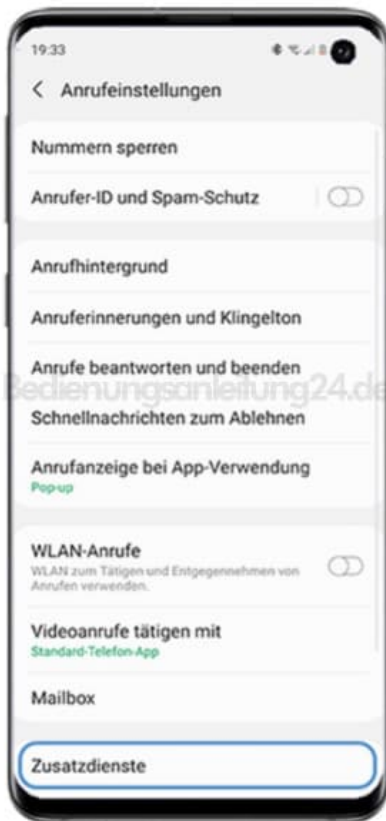 19:33
Anrufeinstellungen
Nummern sperren
Anrufer-ID und Spam-Schutz
Anrufhintergrund
Anruferinnerungen und Klingelton
Anrufe beantworten und beenden
Bedienungsanleitung24.de
Schnellnachrichten zum Ablehnen
Anrufanzeige bei App-Verwendung
Pop-up
WLAN-Anrufe
WLAN zum Tätigen und Entgegennehmen von
Anrufen verwenden.
Videoanrufe tätigen mit
Standard-Telefon-App
Mailbox
Zusatzdienste